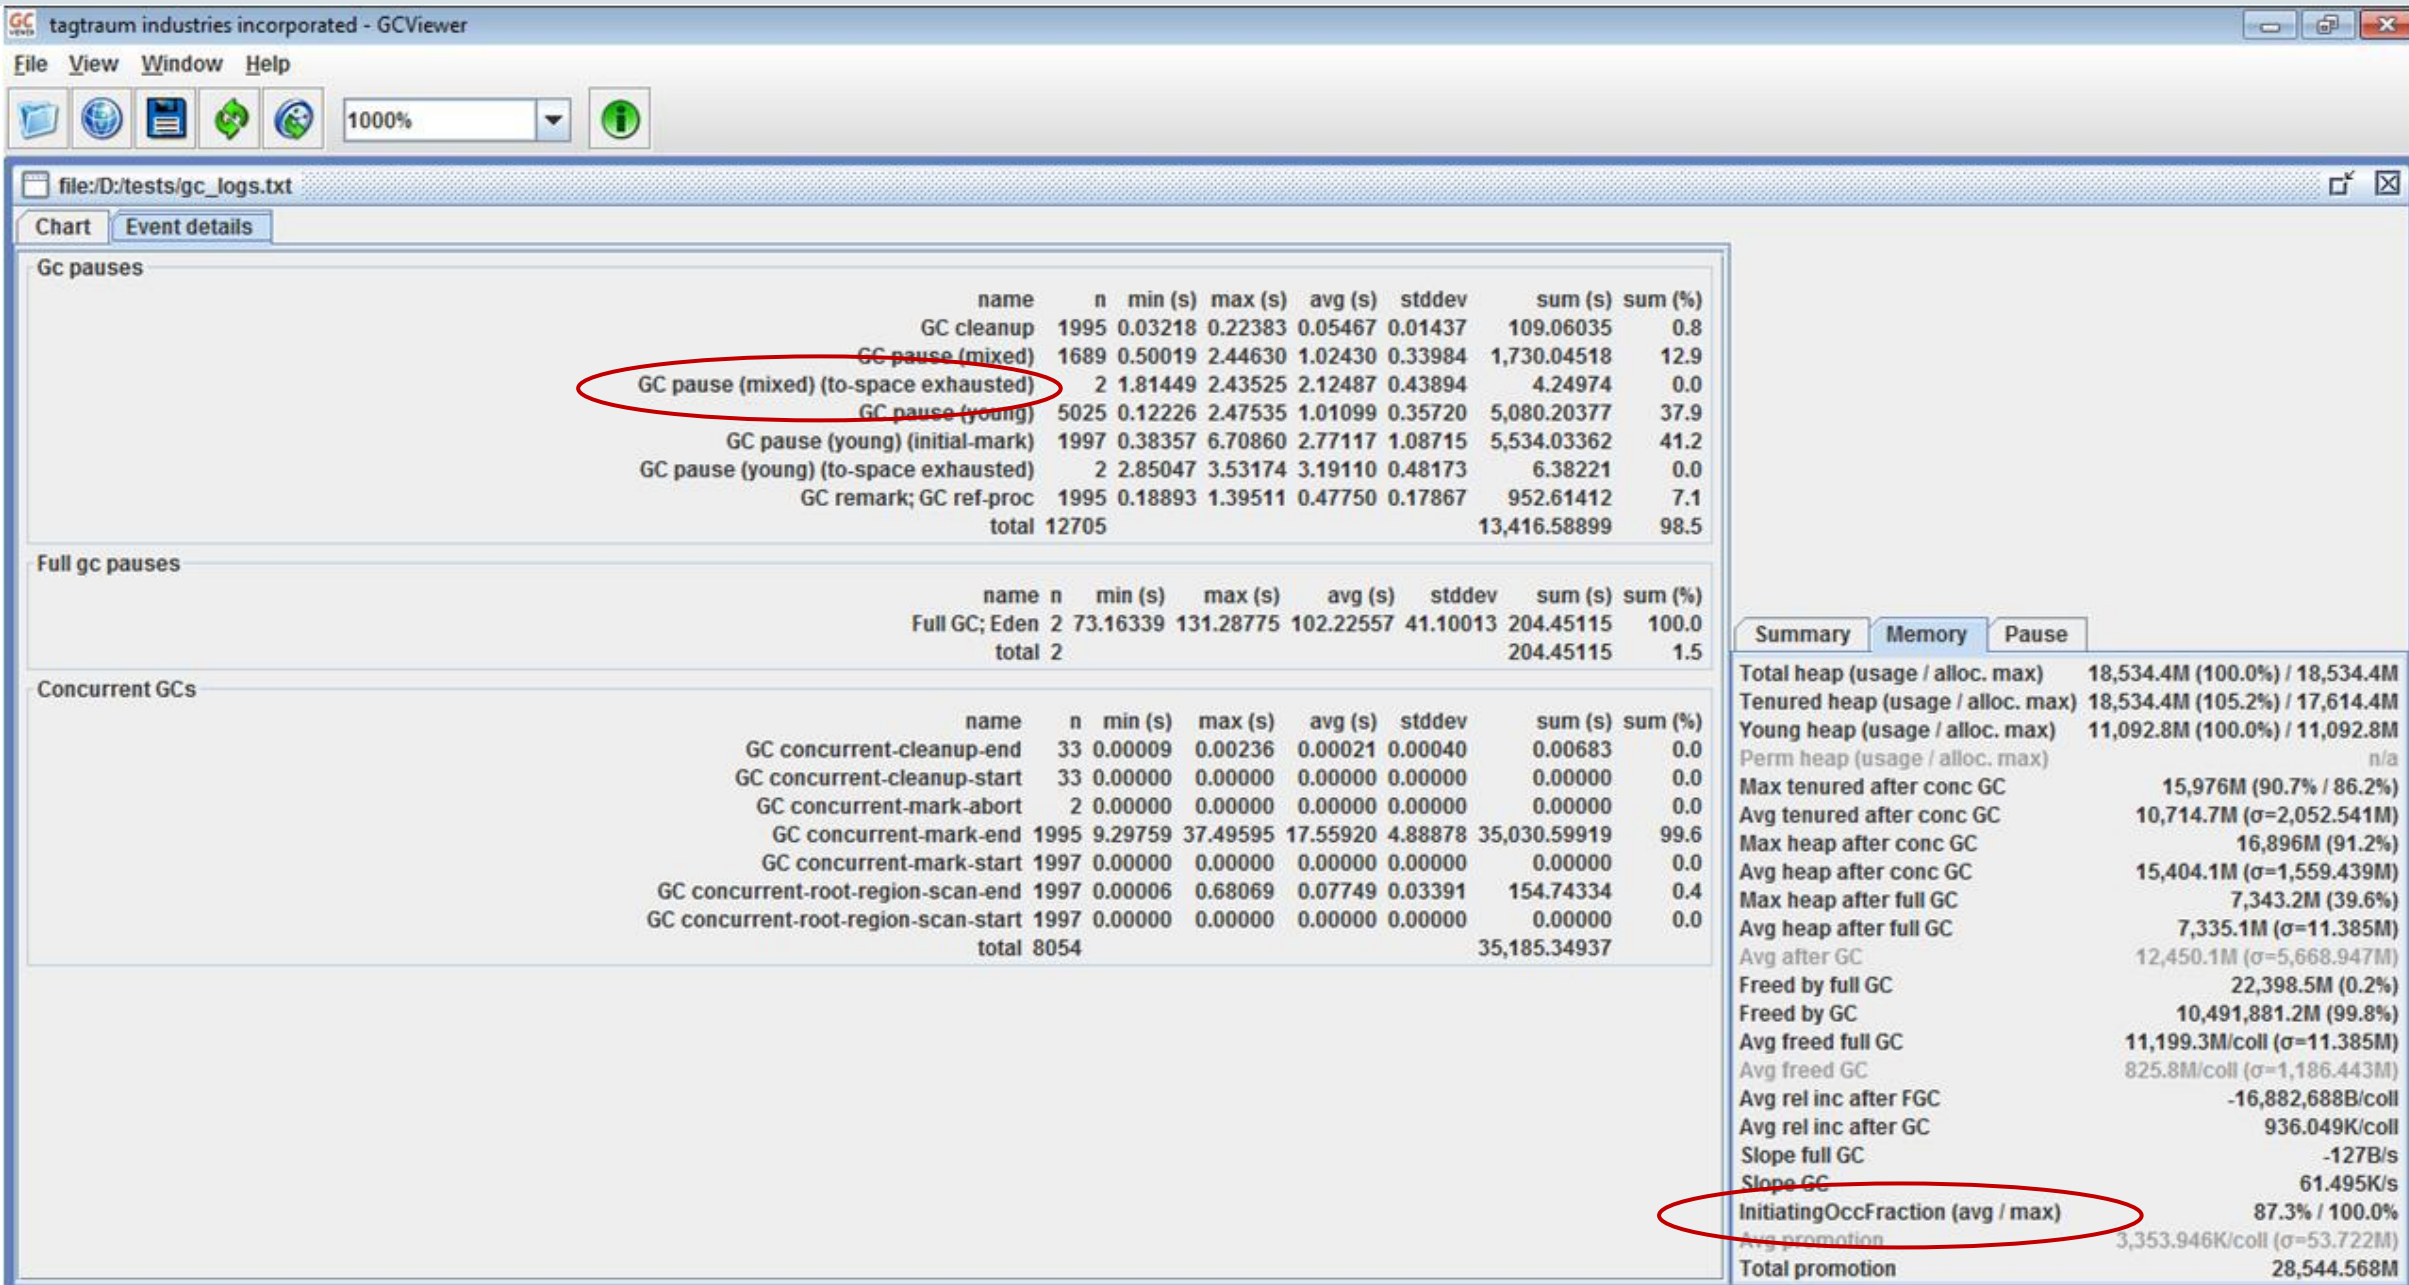 GC VIEWER tagtraum industries incorporated - GCViewer
File View Window Help
1000%
file:/D:/tests/gc_logs.txt
Chart Event details
Gc pauses
name n min (s) max (s) avg (s) stddev sum (s) sum (%)
GC cleanup 1995 0.03218 0.22383 0.05467 0.01437 109.06035 0.8
GC pause (mixed) 1689 0.50019 2.44630 1.02430 0.33984 1,730.04518 12.9
GC pause (mixed) (to-space exhausted) 2 1.81449 2.43525 2.12487 0.43894 4.24974 0.0
GC pause (young) 5025 0.12226 2.47535 1.01099 0.35720 5,080.20377 37.9
GC pause (young) (initial-mark) 1997 0.38357 6.70860 2.77117 1.08715 5,534.03362 41.2
GC pause (young) (to-space exhausted) 2 2.85047 3.53174 3.19110 0.48173 6.38221 0.0
GC remark; GC ref-proc 1995 0.18893 1.39511 0.47750 0.17867 952.61412 7.1
total 12705 13,416.58899 98.5
Full gc pauses
name n min (s) max (s) avg (s) stddev sum (s) sum (%)
Full GC; Eden 2 73.16339 131.28775 102.22557 41.10013 204.45115 100.0
total 2 204.45115 1.5
Concurrent GCs
name n min (s) max (s) avg (s) stddev sum (s) sum (%)
GC concurrent-cleanup-end 33 0.00009 0.00236 0.00021 0.00040 0.00683 0.0
GC concurrent-cleanup-start 33 0.00000 0.00000 0.00000 0.00000 0.00000 0.0
GC concurrent-mark-abort 2 0.00000 0.00000 0.00000 0.00000 0.00000 0.0
GC concurrent-mark-end 1995 9.29759 37.49595 17.55920 4.88878 35,030.59919 99.6
GC concurrent-mark-start 1997 0.00000 0.00000 0.00000 0.00000 0.00000 0.0
GC concurrent-root-region-scan-end 1997 0.00006 0.68069 0.07749 0.03391 154.74334 0.4
GC concurrent-root-region-scan-start 1997 0.00000 0.00000 0.00000 0.00000 0.00000 0.0
total 8054 35,185.34937
Summary Memory Pause
Total heap (usage / alloc. max) 18,534.4M (100.0%) / 18,534.4M
Tenured heap (usage / alloc. max) 18,534.4M (105.2%) / 17,614.4M
Young heap (usage / alloc. max) 11,092.8M (100.0%) / 11,092.8M
Perm heap (usage / alloc. max) n/a
Max tenured after conc GC 15,976M (90.7% / 86.2%)
Avg tenured after conc GC 10,714.7M (σ=2,052.541M)
Max heap after conc GC 16,896M (91.2%)
Avg heap after conc GC 15,404.1M (σ=1,559.439M)
Max heap after full GC 7,343.2M (39.6%)
Avg heap after full GC 7,335.1M (σ=11.385M)
Avg after GC 12,450.1M (σ=5,668.947M)
Freed by full GC 22,398.5M (0.2%)
Freed by GC 10,491,881.2M (99.8%)
Avg freed full GC 11,199.3M/coll (σ=11.385M)
Avg freed GC 825.8M/coll (σ=1,186.443M)
Avg rel inc after FGC -16,882,688B/coll
Avg rel inc after GC 936.049K/coll
Slope full GC -127B/s
Slope GC 61.495K/s
InitiatingOccFraction (avg / max) 87.3% / 100.0%
Avg promotion 3,353.946K/coll (σ=53.722M)
Total promotion 28,544.568M